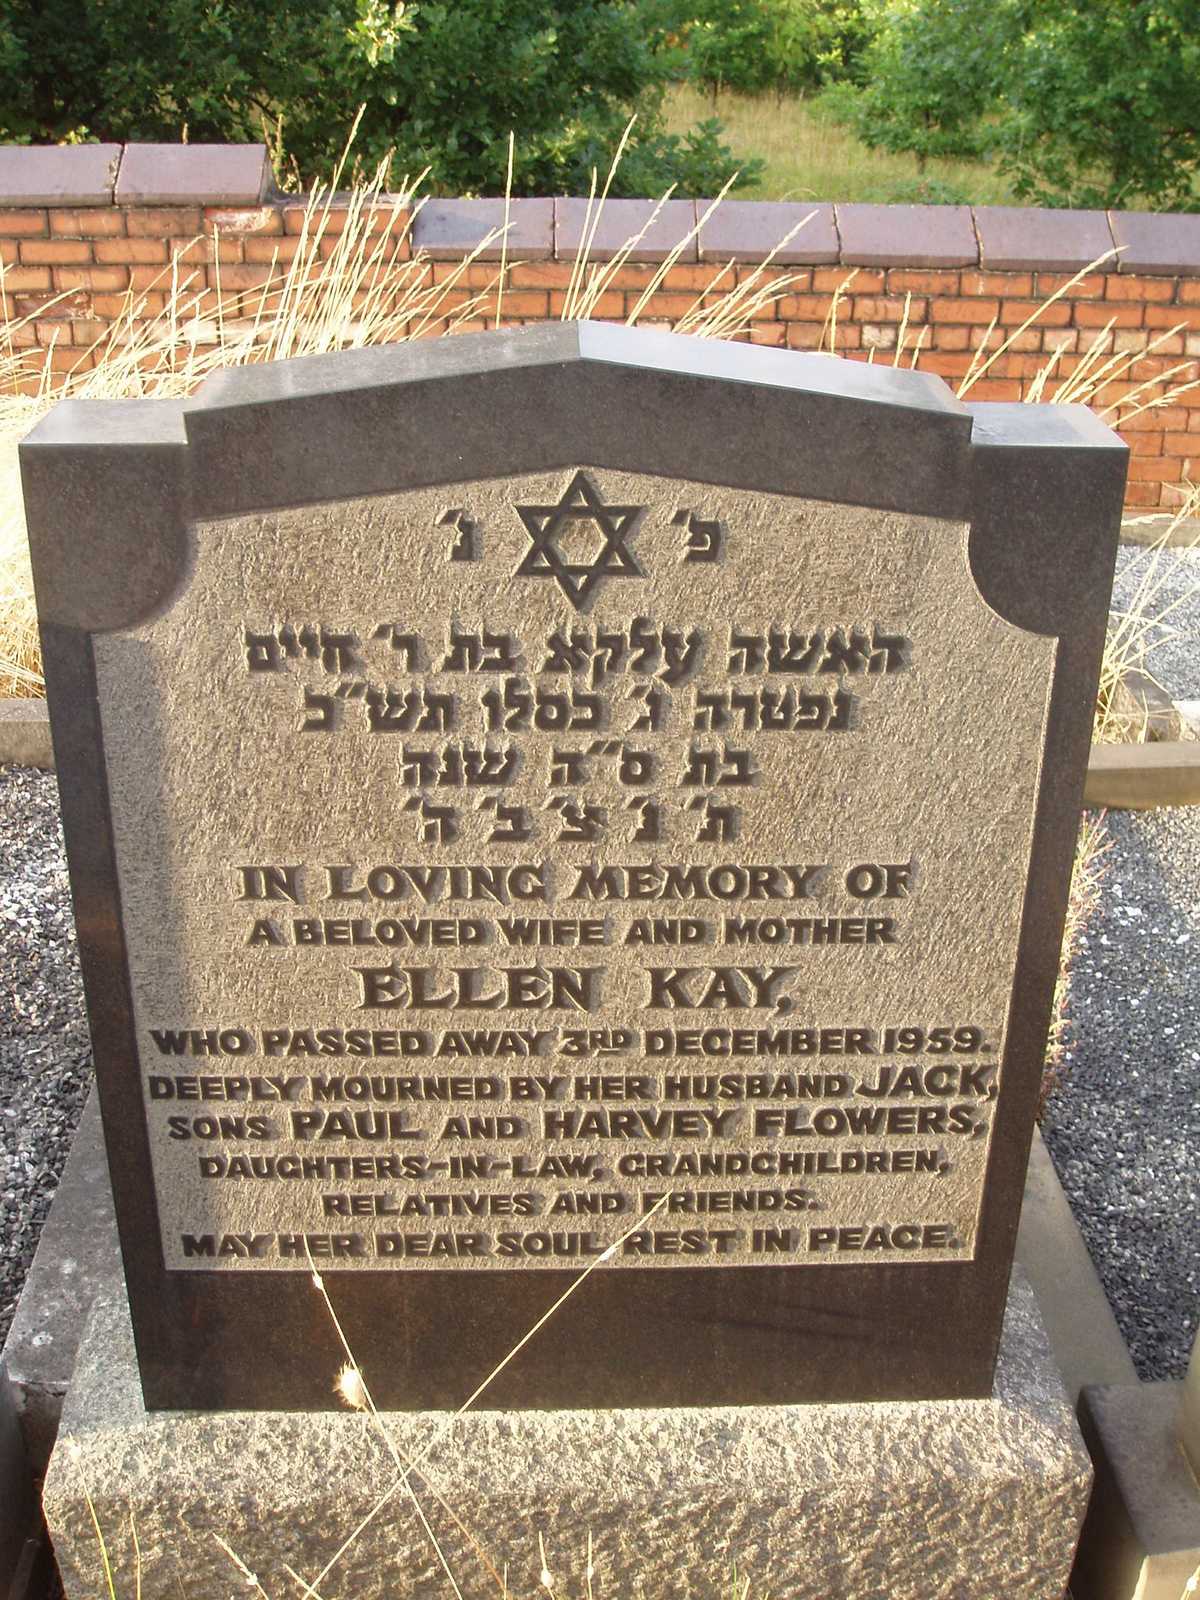 פ' נ'
האשה עלקא בת ר' חיים
נפטרה ג' כסלו תש"כ
בת ס"ה שנה
ת' נ' צ' ב' ה'
IN LOVING MEMORY OF
A BELOVED WIFE AND MOTHER
ELLEN KAY,
WHO PASSED AWAY 3RD DECEMBER 1959.
DEEPLY MOURNED BY HER HUSBAND JACK,
SONS PAUL AND HARVEY FLOWERS,
DAUGHTERS-IN-LAW, GRANDCHILDREN,
RELATIVES AND FRIENDS.
MAY HER DEAR SOUL REST IN PEACE.